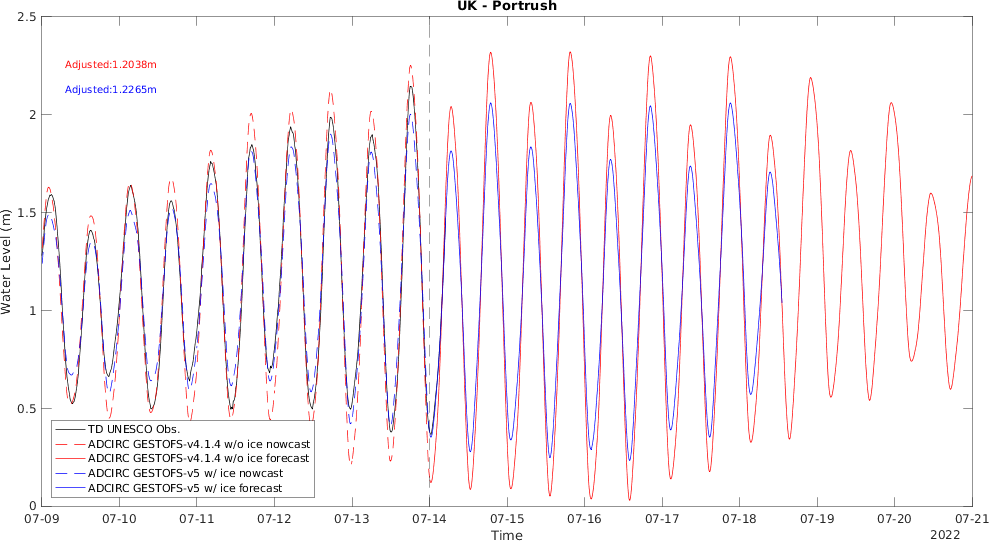 UK - Portrush
2.5
Adjusted:1.2038m
Adjusted:1.2265m
2
1.5
Water Level (m)
1
0.5
TD UNESCO Obs.
ADCIRC GESTOFS-v4.1.4 w/o ice nowcast
ADCIRC GESTOFS-v4.1.4 w/o ice forecast
ADCIRC GESTOFS-v5 w/ ice nowcast
ADCIRC GESTOFS-v5 w/ ice forecast
0
07-09 07-10 07-11 07-12 07-13 07-14 07-15 07-16 07-17 07-18 07-19 07-20 07-21
Time
2022